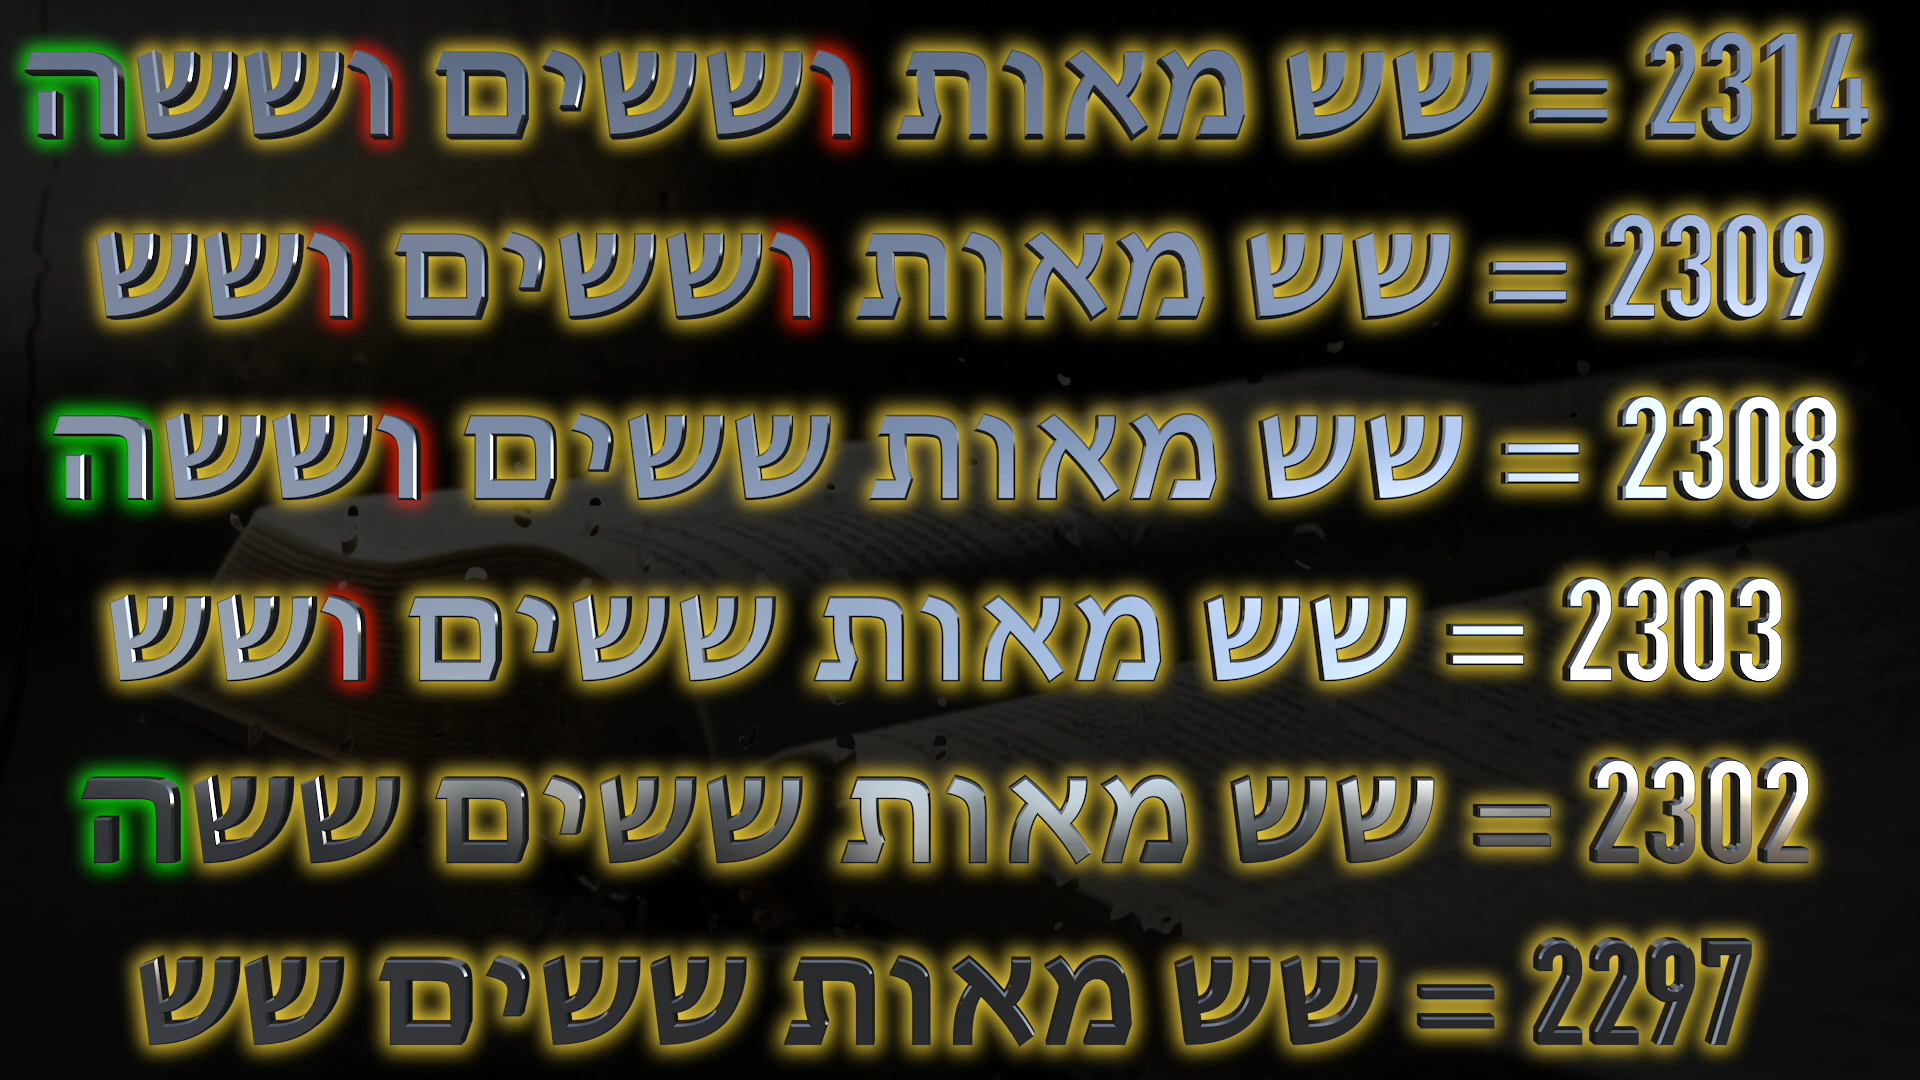 שש מאות וששים וששה = 2314
שש מאות וששים ושש = 2309
שש מאות ששים וששה = 2308
שש מאות ששים ושש = 2303
שש מאות ששים ששה = 2302
שש מאות ששים שש = 2297